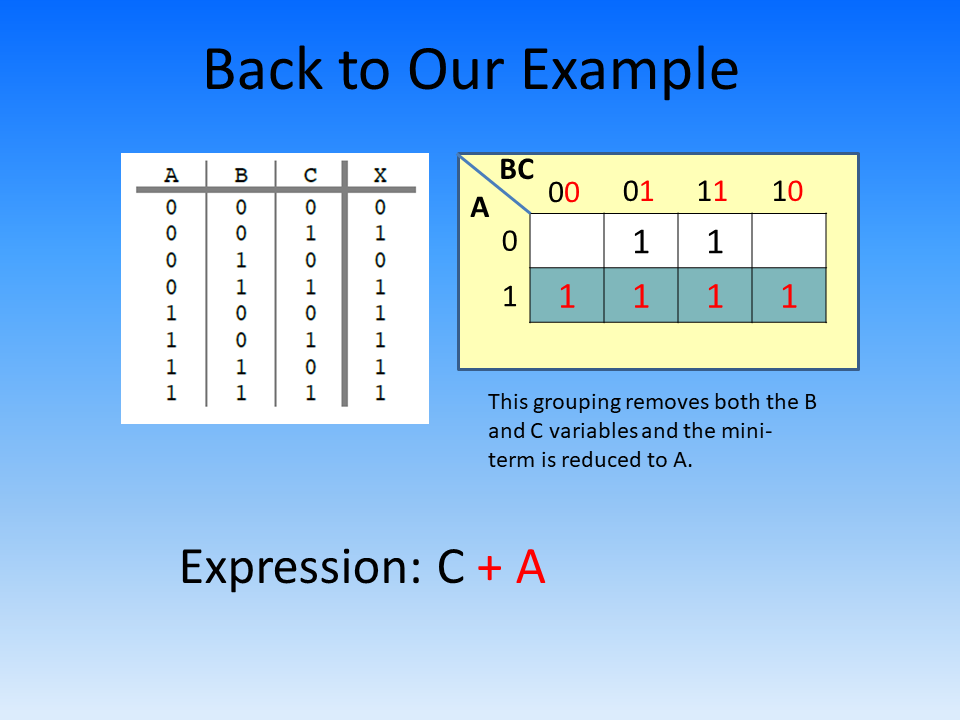 Back to Our Example
A B C X
0 0 0 0
0 0 1 1
0 1 0 0
0 1 1 1
1 0 0 1
1 0 1 1
1 1 0 1
1 1 1 1
BC
A
00 01 11 10
0 1 1
1 1 1 1 1
This grouping removes both the B
and C variables and the mini-
term is reduced to A.
Expression: C + A